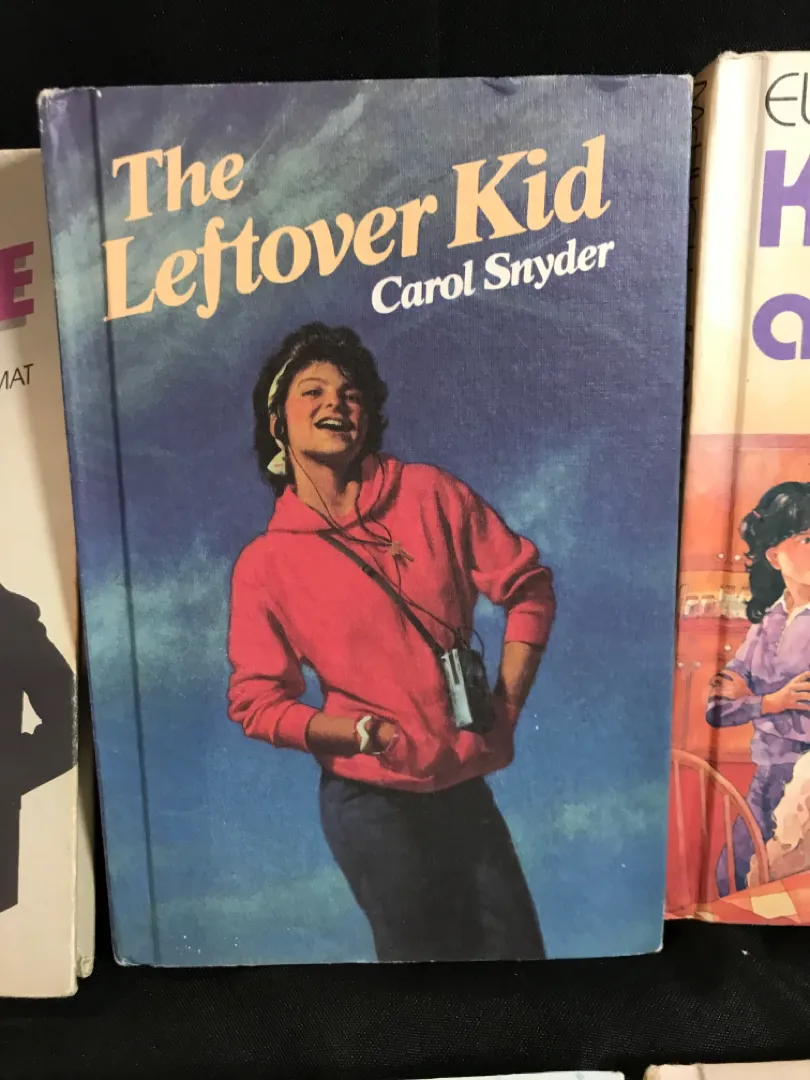 The
Leftover Kid
Carol Snyder
E
MAT
EL
K
a